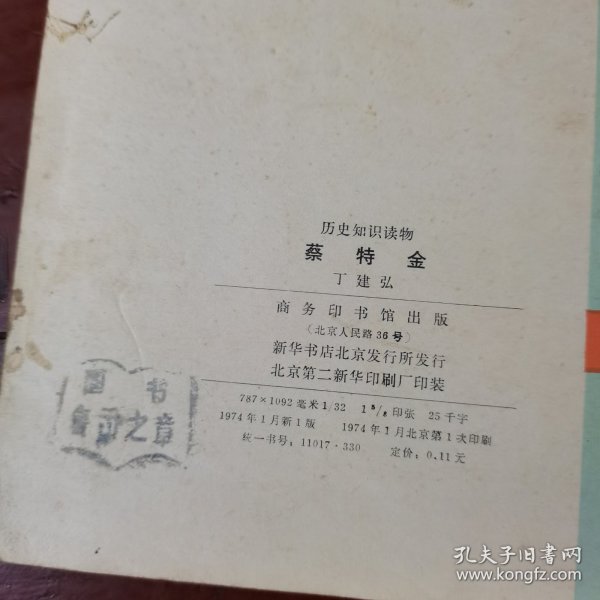 历史知识读物
蔡特金
丁建弘
商务印书馆出版
(北京人民路36号)
新华书店北京发行所发行
北京第二新华印刷厂印装
787×1092毫米1/32 1 5/8印张 25千字
1974年1月新1版 1974年1月北京第1次印刷
统一书号:11017·330 定价:0.11元
图书
之章
孔夫子旧书网
www.kongfz.com